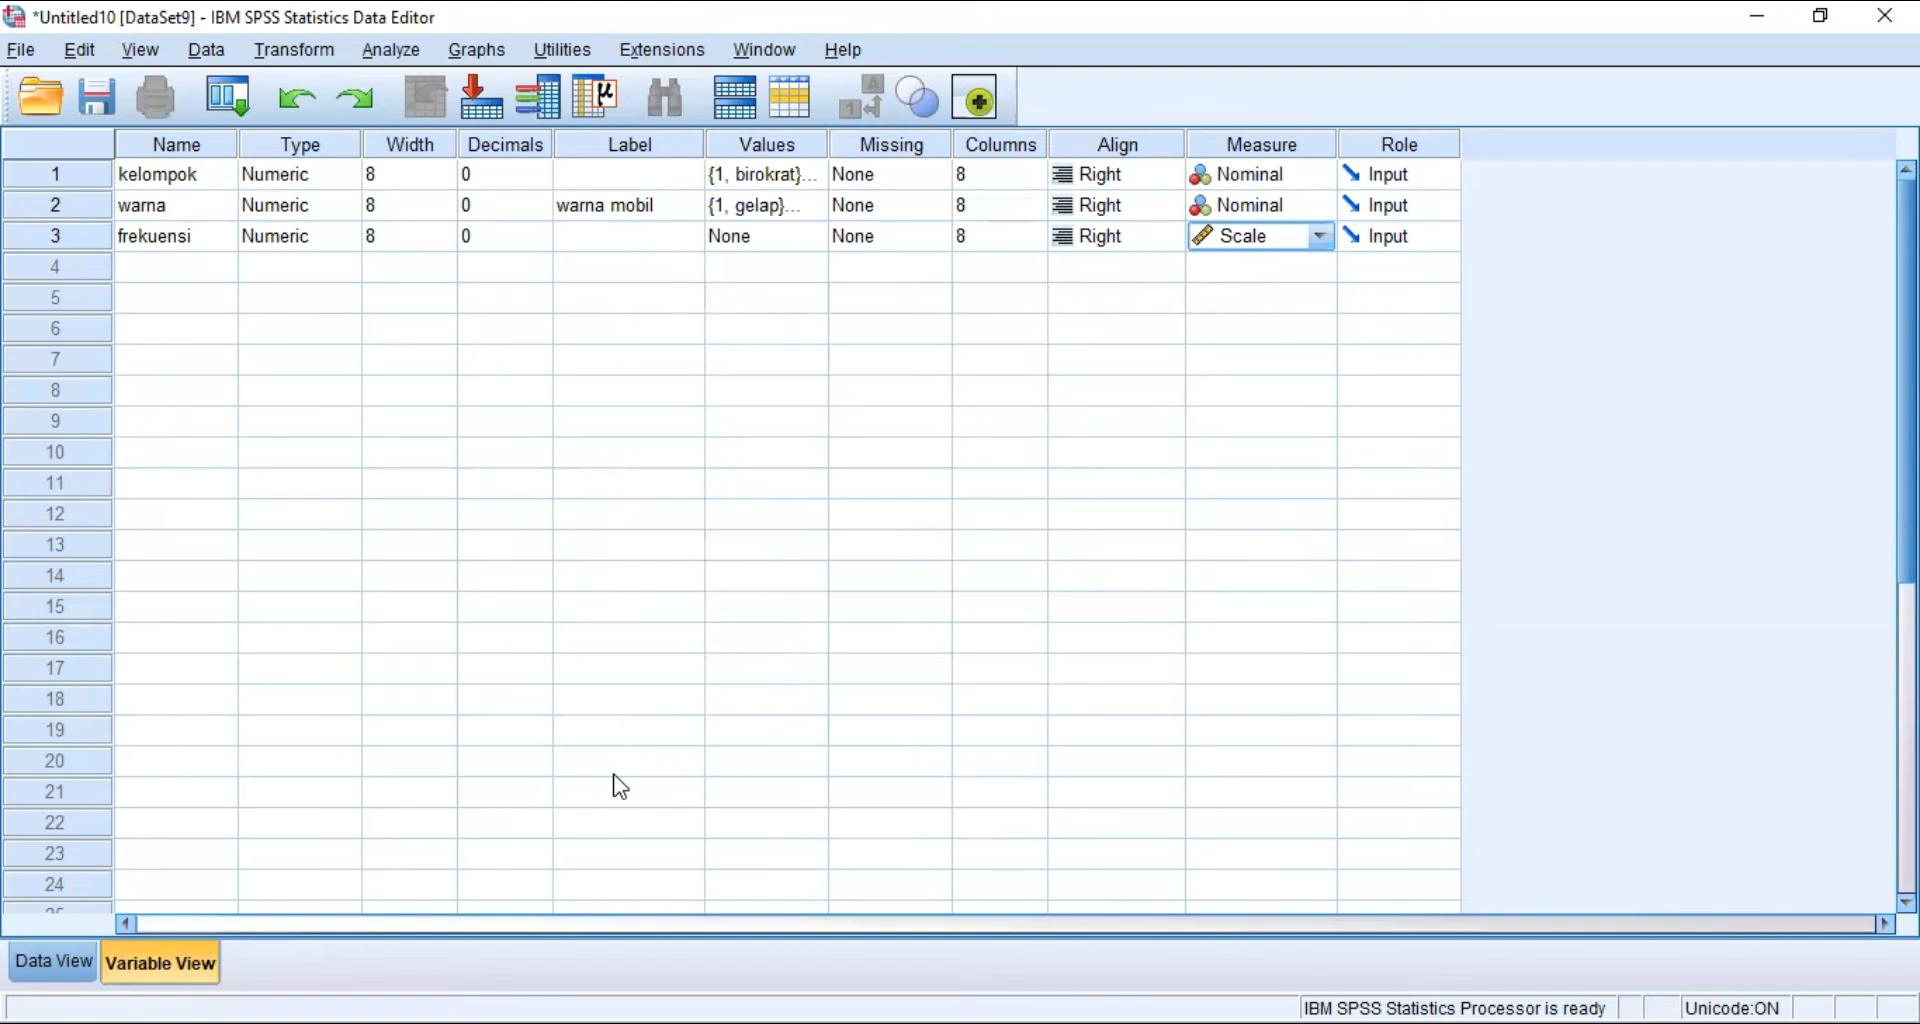 *Untitled10 [DataSet9] - IBM SPSS Statistics Data Editor
File Edit View Data Transform Analyze Graphs Utilities Extensions Window Help
Name Type Width Decimals Label Values Missing Columns Align Measure Role
1 kelompok Numeric 8 0 {1, birokrat}... None 8 Right Nominal Input
2 warna Numeric 8 0 warna mobil {1, gelap}... None 8 Right Nominal Input
3 frekuensi Numeric 8 0 None None 8 Right Scale Input
4
5
6
7
8
9
10
11
12
13
14
15
16
17
18
19
20
21
22
23
24
Data View Variable View
IBM SPSS Statistics Processor is ready Unicode:ON